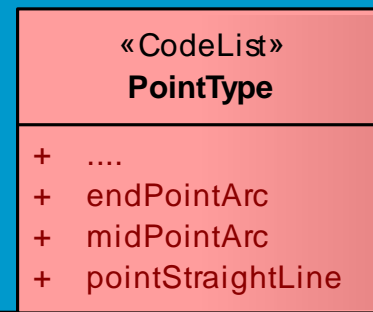 «CodeList»
PointType
+ ....
+ endPointArc
+ midPointArc
+ pointStraightLine